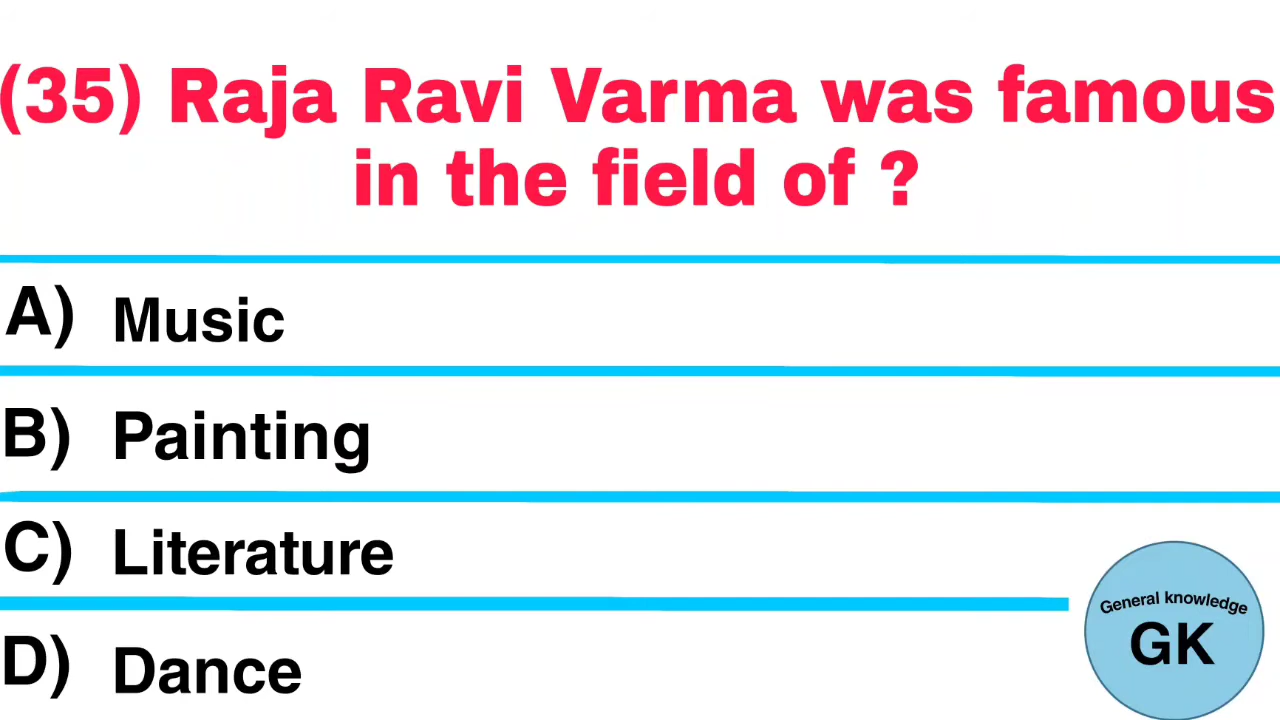 (35) Raja Ravi Varma was famous
in the field of ?
A) Music
B) Painting
C) Literature
D) Dance
General knowledge
GK